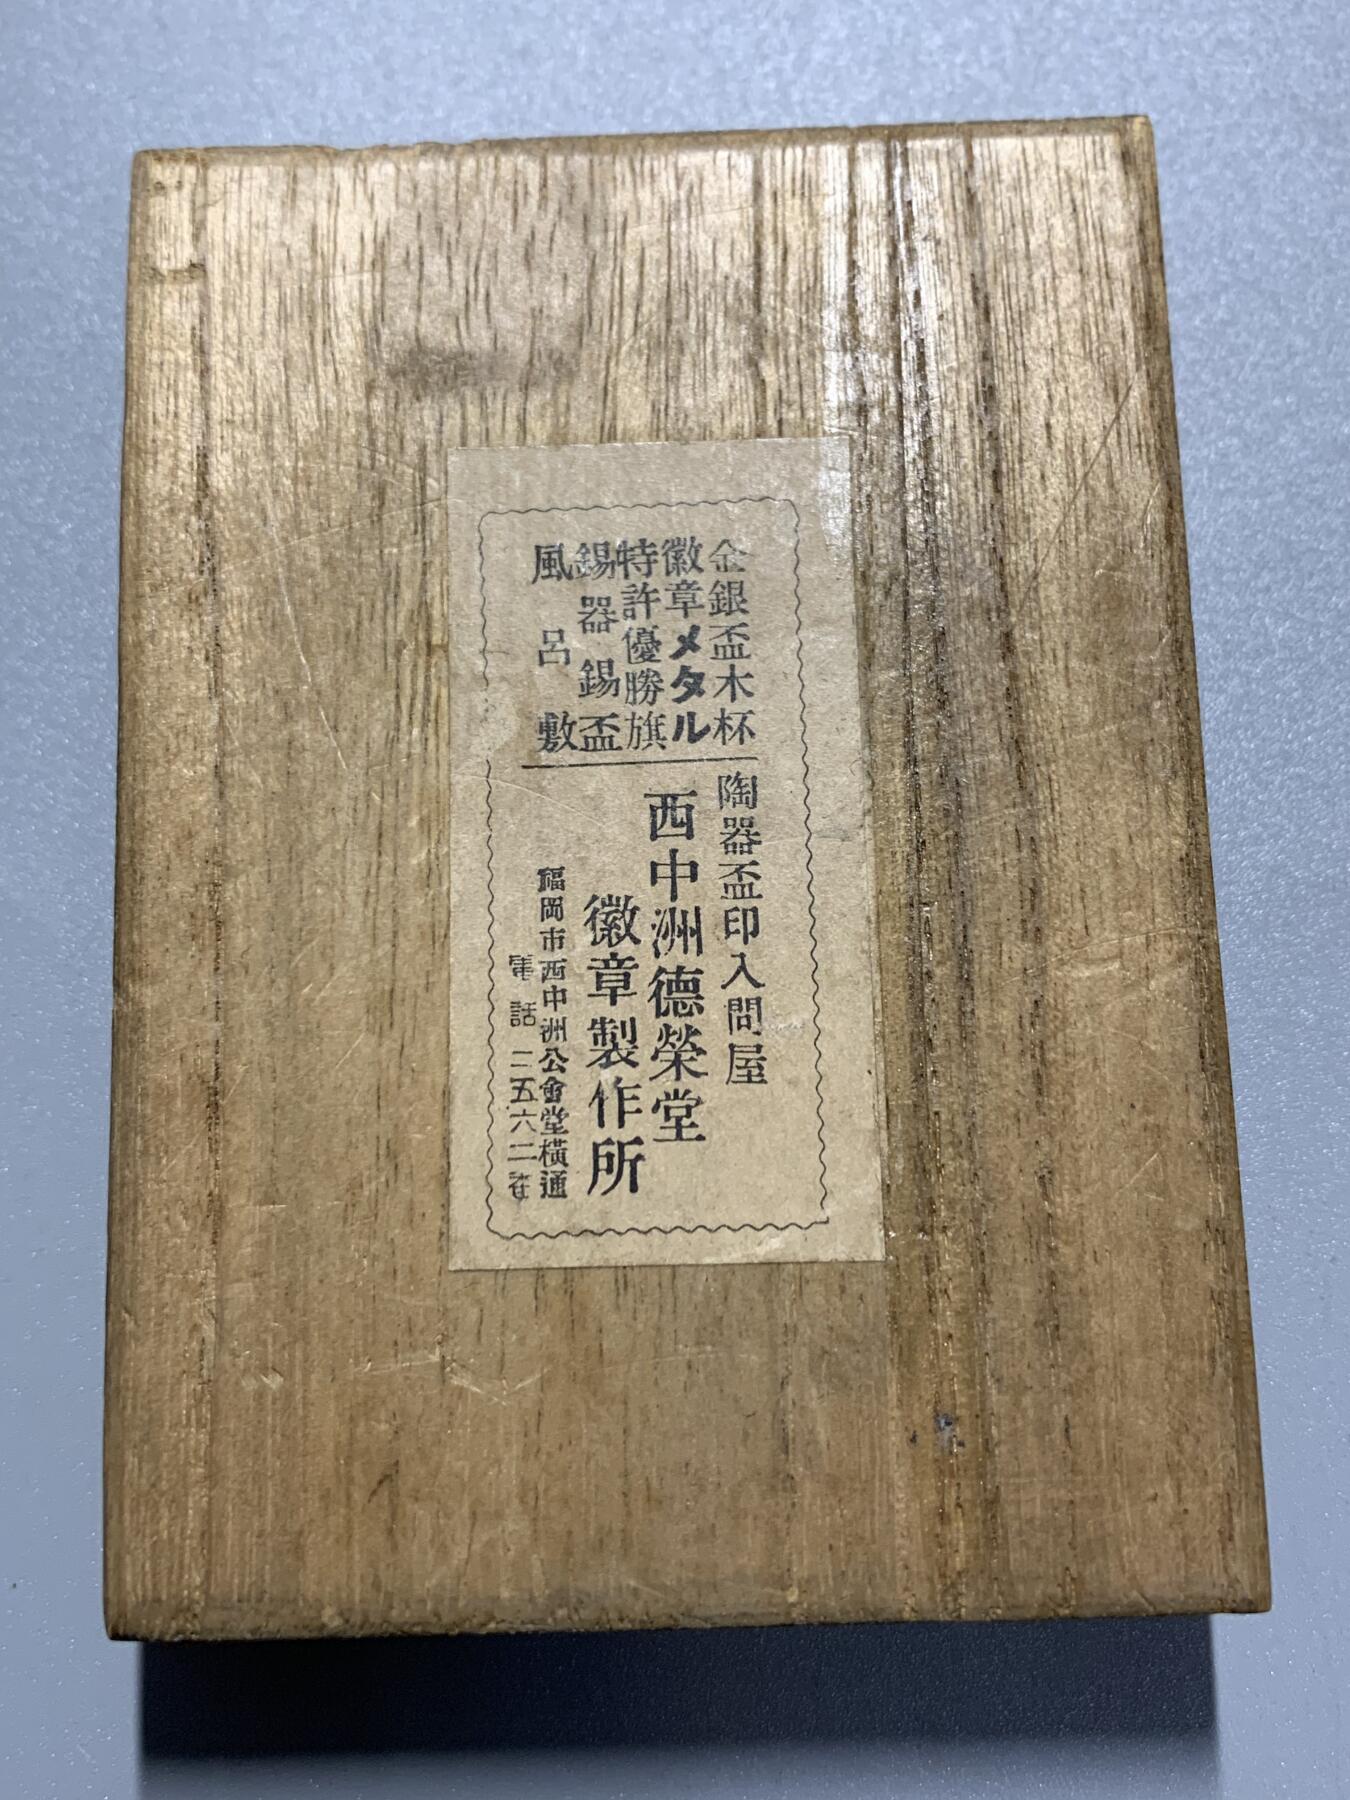 金銀盃木杯
徽章メタル
特許優勝旗
錫器錫盃
風呂敷
陶器盃印入問屋
西中洲德榮堂
徽章製作所
福岡市西中洲公會堂横通
電話 五六二